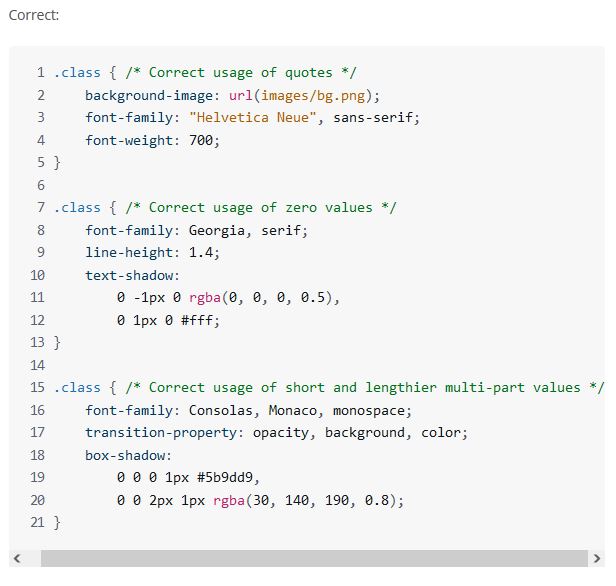 Correct:
1 .class { /* Correct usage of quotes */
2     background-image: url(images/bg.png);
3     font-family: "Helvetica Neue", sans-serif;
4     font-weight: 700;
5 }
6
7 .class { /* Correct usage of zero values */
8     font-family: Georgia, serif;
9     line-height: 1.4;
10     text-shadow:
11         0 -1px 0 rgba(0, 0, 0, 0.5),
12         0 1px 0 #fff;
13 }
14
15 .class { /* Correct usage of short and lengthier multi-part values */
16     font-family: Consolas, Monaco, monospace;
17     transition-property: opacity, background, color;
18     box-shadow:
19         0 0 0 1px #5b9dd9,
20         0 0 2px 1px rgba(30, 140, 190, 0.8);
21 }